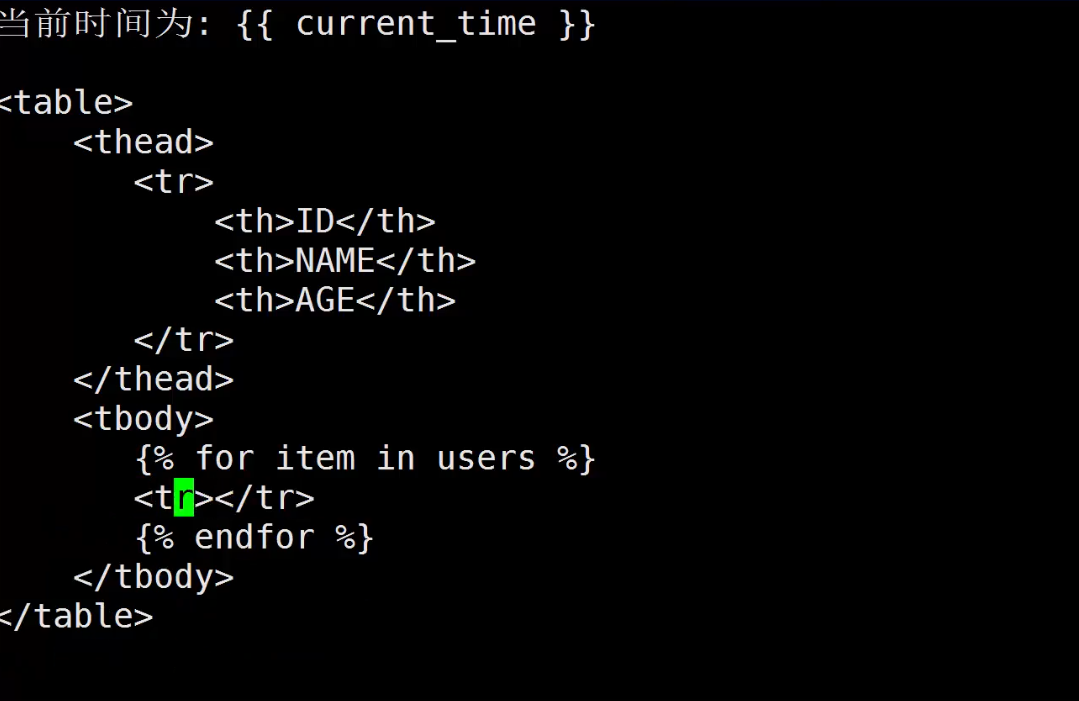 当前时间为: {{ current_time }}
<table>
<thead>
<tr>
<th>ID</th>
<th>NAME</th>
<th>AGE</th>
</tr>
</thead>
<tbody>
{% for item in users %}
<tr></tr>
{% endfor %}
</tbody>
</table>